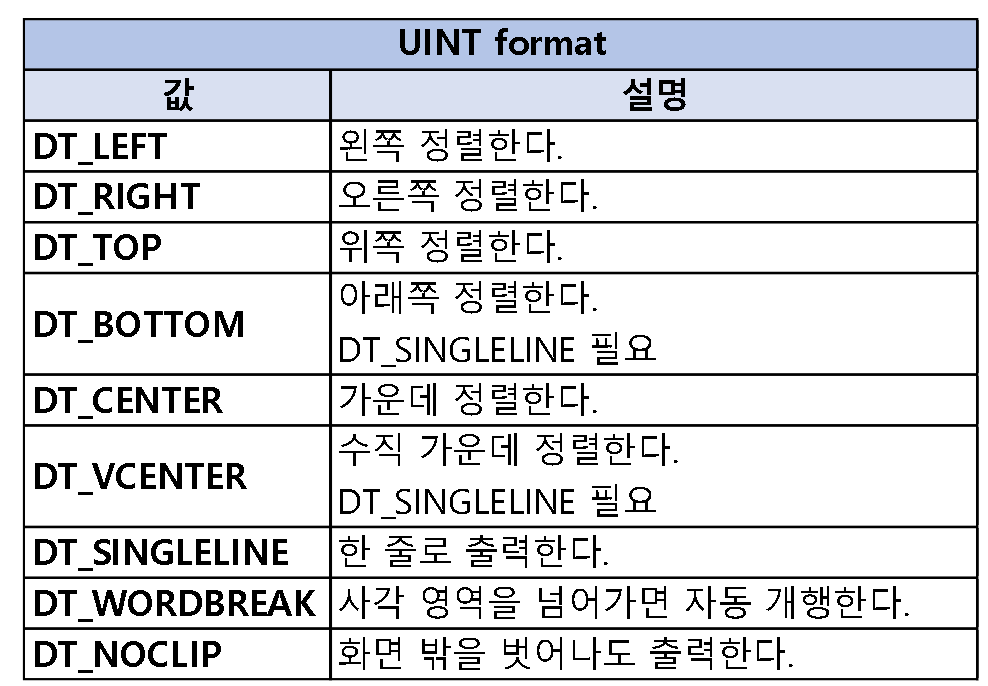 UINT format
값 설명
DT_LEFT 왼쪽 정렬한다.
DT_RIGHT 오른쪽 정렬한다.
DT_TOP 위쪽 정렬한다.
DT_BOTTOM 아래쪽 정렬한다.
DT_SINGLELINE 필요
DT_CENTER 가운데 정렬한다.
DT_VCENTER 수직 가운데 정렬한다.
DT_SINGLELINE 필요
DT_SINGLELINE 한 줄로 출력한다.
DT_WORDBREAK 사각 영역을 넘어가면 자동 개행한다.
DT_NOCLIP 화면 밖을 벗어나도 출력한다.